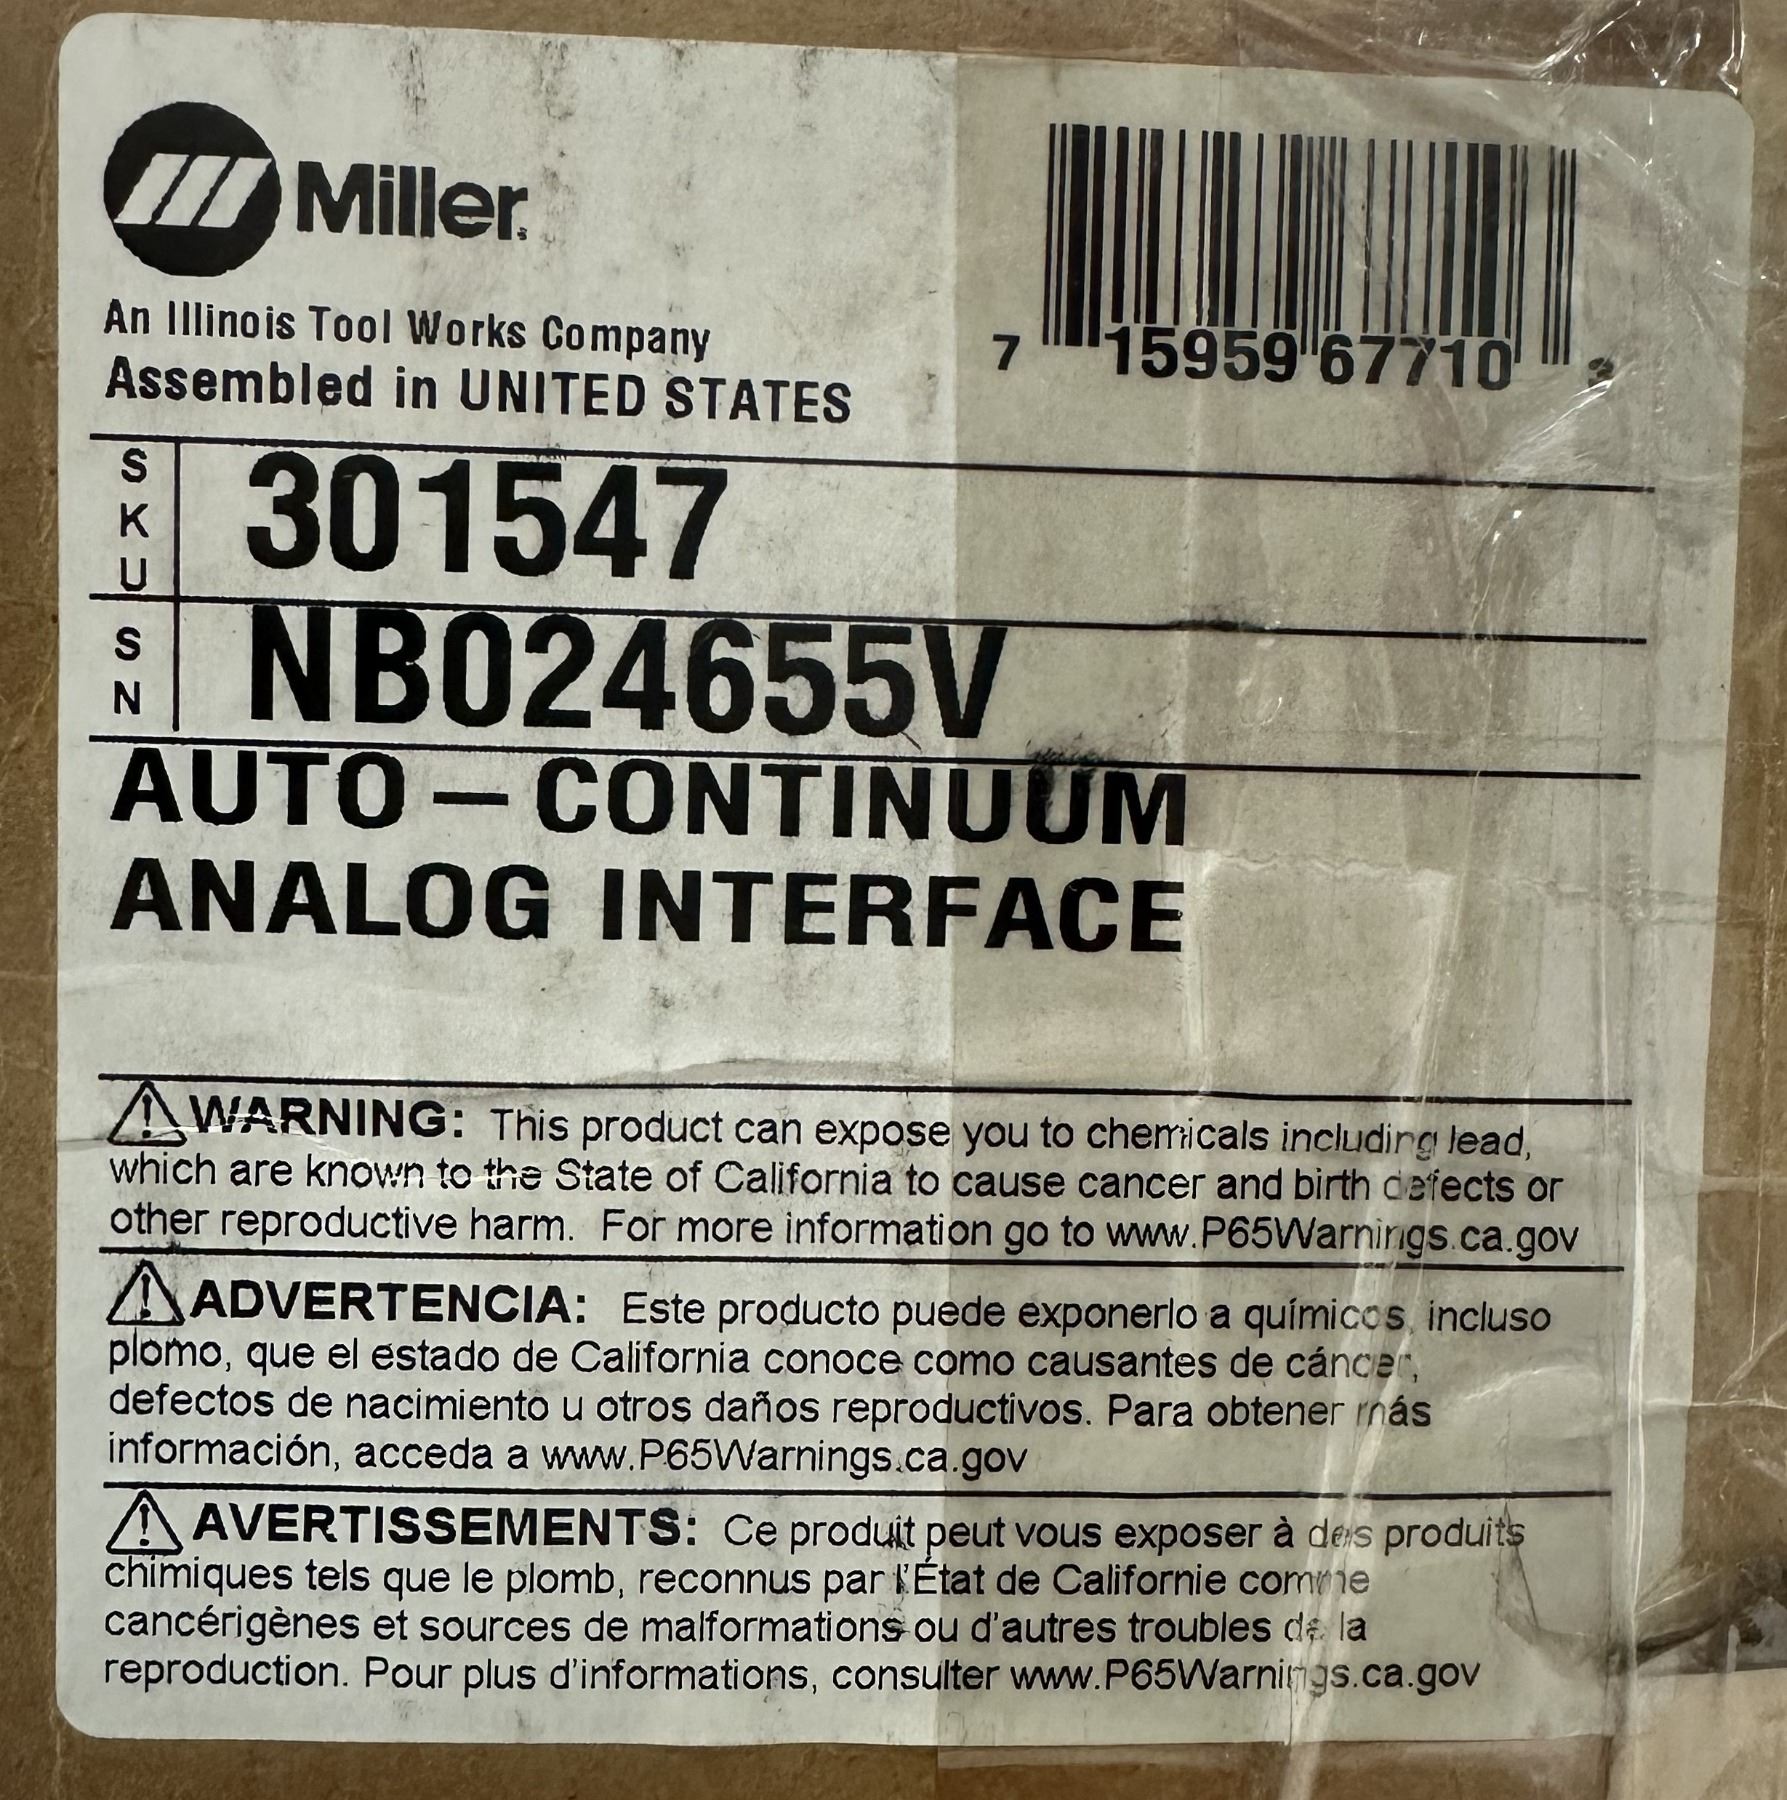 Miller
An Illinois Tool Works Company
Assembled in UNITED STATES
7 15959 67710
SKU 301547
SN NB024655V
AUTO-CONTINUUM
ANALOG INTERFACE
WARNING: This product can expose you to chemicals including lead,
which are known to the State of California to cause cancer and birth defects or
other reproductive harm. For more information go to www.P65Warnings.ca.gov
ADVERTENCIA: Este producto puede exponerlo a químicos, incluso
plomo, que el estado de California conoce como causantes de cáncer,
defectos de nacimiento u otros daños reproductivos. Para obtener más
información, acceda a www.P65Warnings.ca.gov
AVERTISSEMENTS: Ce produit peut vous exposer à des produits
chimiques tels que le plomb, reconnus par l'État de Californie comme
cancérigènes et sources de malformations ou d'autres troubles de la
reproduction. Pour plus d'informations, consulter www.P65Warnings.ca.gov